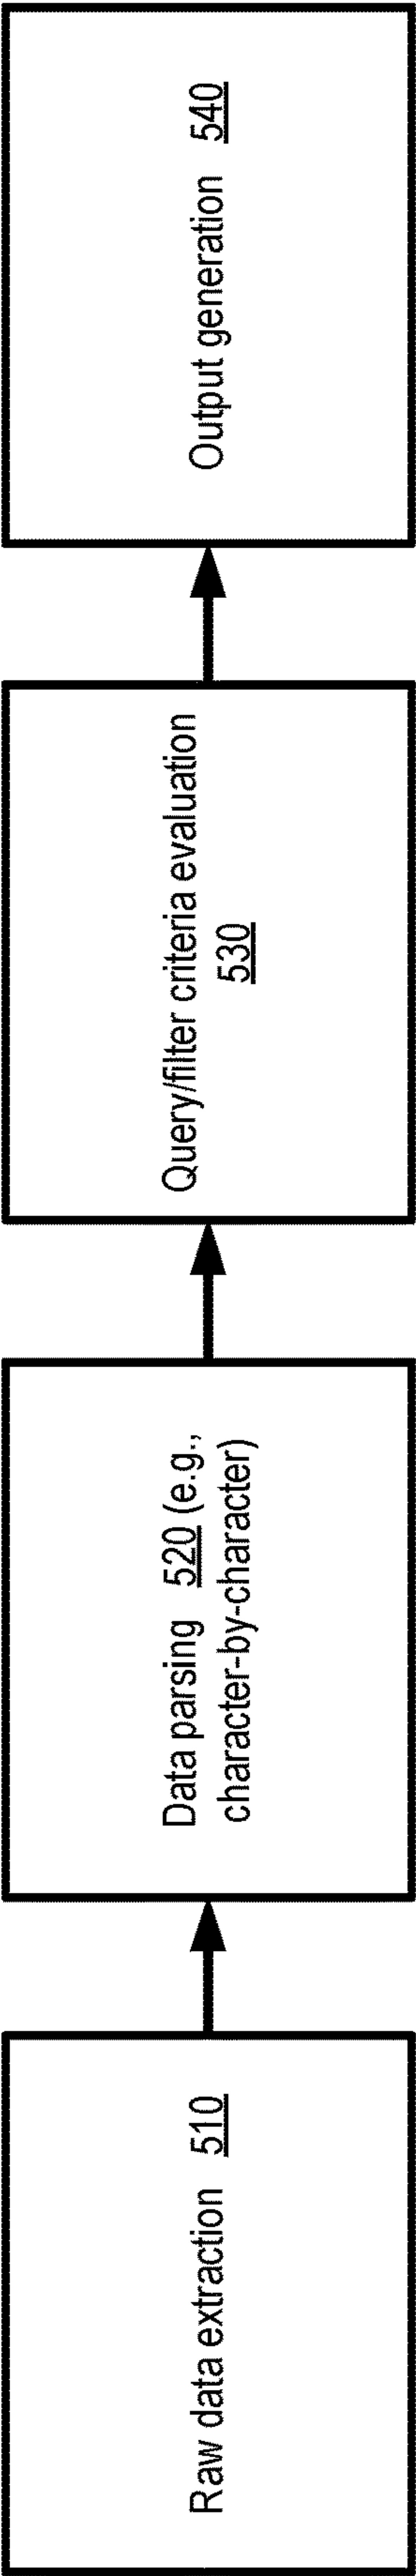 Raw data extraction 510
Data parsing 520 (e.g.,
character-by-character)
Query/filter criteria evaluation
530
Output generation 540